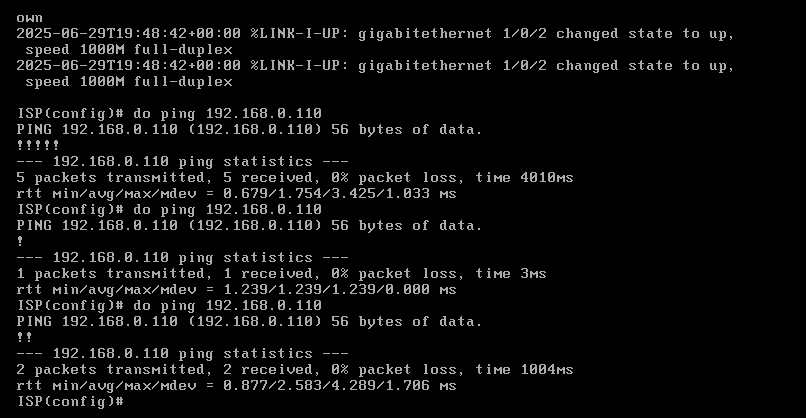 own
2025-06-29T19:48:42+00:00 %LINK-I-UP: gigabitethernet 1/0/2 changed state to up,
 speed 1000M full-duplex
2025-06-29T19:48:42+00:00 %LINK-I-UP: gigabitethernet 1/0/2 changed state to up,
 speed 1000M full-duplex
ISP(config)# do ping 192.168.0.110
PING 192.168.0.110 (192.168.0.110) 56 bytes of data.
!!!!!
--- 192.168.0.110 ping statistics ---
5 packets transmitted, 5 received, 0% packet loss, time 4010ms
rtt min/avg/max/mdev = 0.679/1.754/3.425/1.033 ms
ISP(config)# do ping 192.168.0.110
PING 192.168.0.110 (192.168.0.110) 56 bytes of data.
!
--- 192.168.0.110 ping statistics ---
1 packets transmitted, 1 received, 0% packet loss, time 3ms
rtt min/avg/max/mdev = 1.239/1.239/1.239/0.000 ms
ISP(config)# do ping 192.168.0.110
PING 192.168.0.110 (192.168.0.110) 56 bytes of data.
!!
--- 192.168.0.110 ping statistics ---
2 packets transmitted, 2 received, 0% packet loss, time 1004ms
rtt min/avg/max/mdev = 0.877/2.583/4.289/1.706 ms
ISP(config)#